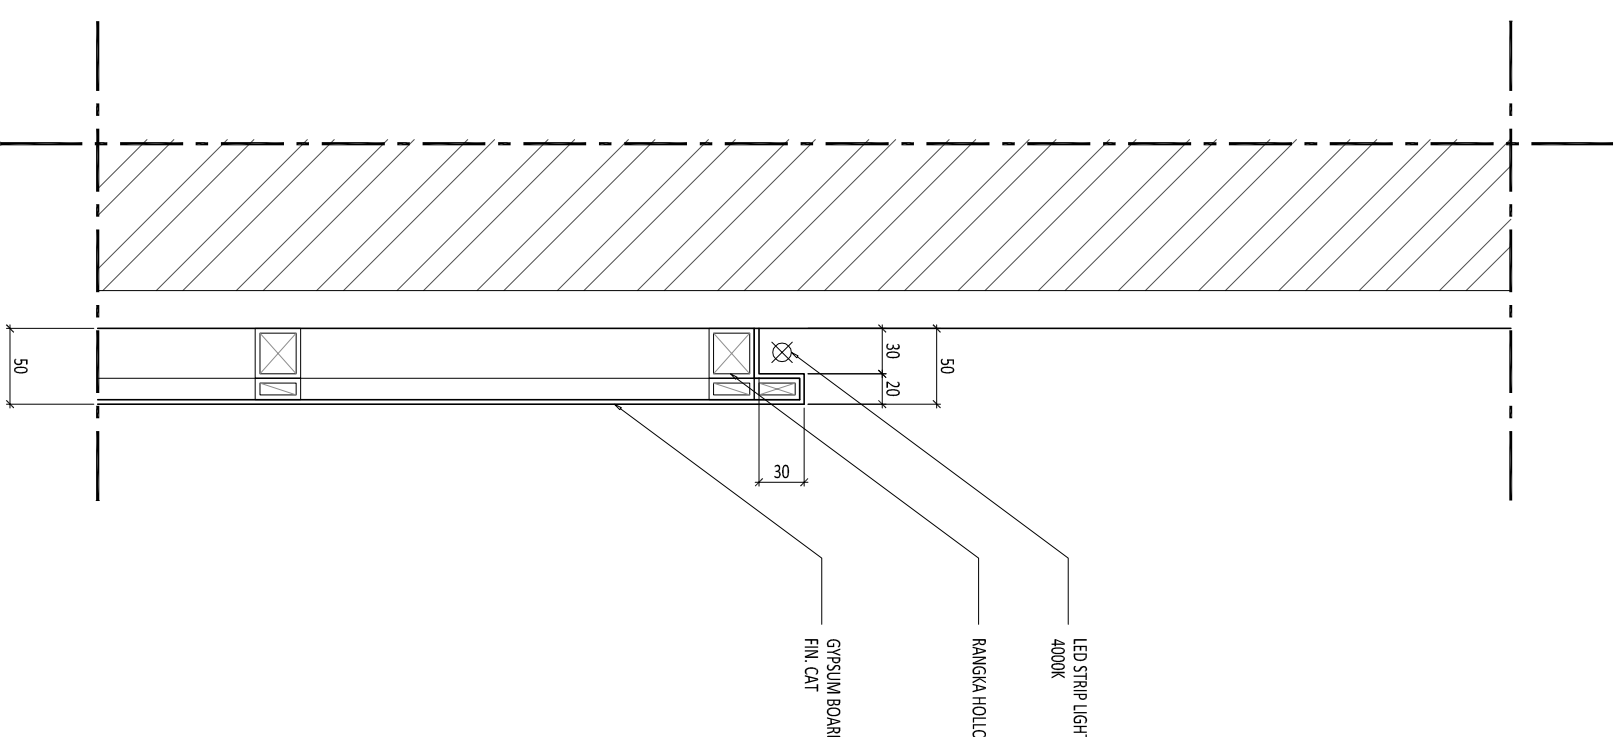 50
30
50
20
30
LED STRIP LIGHT
4000K
RANGKA HOLLO
GYPSUM BOARD
FIN. CAT